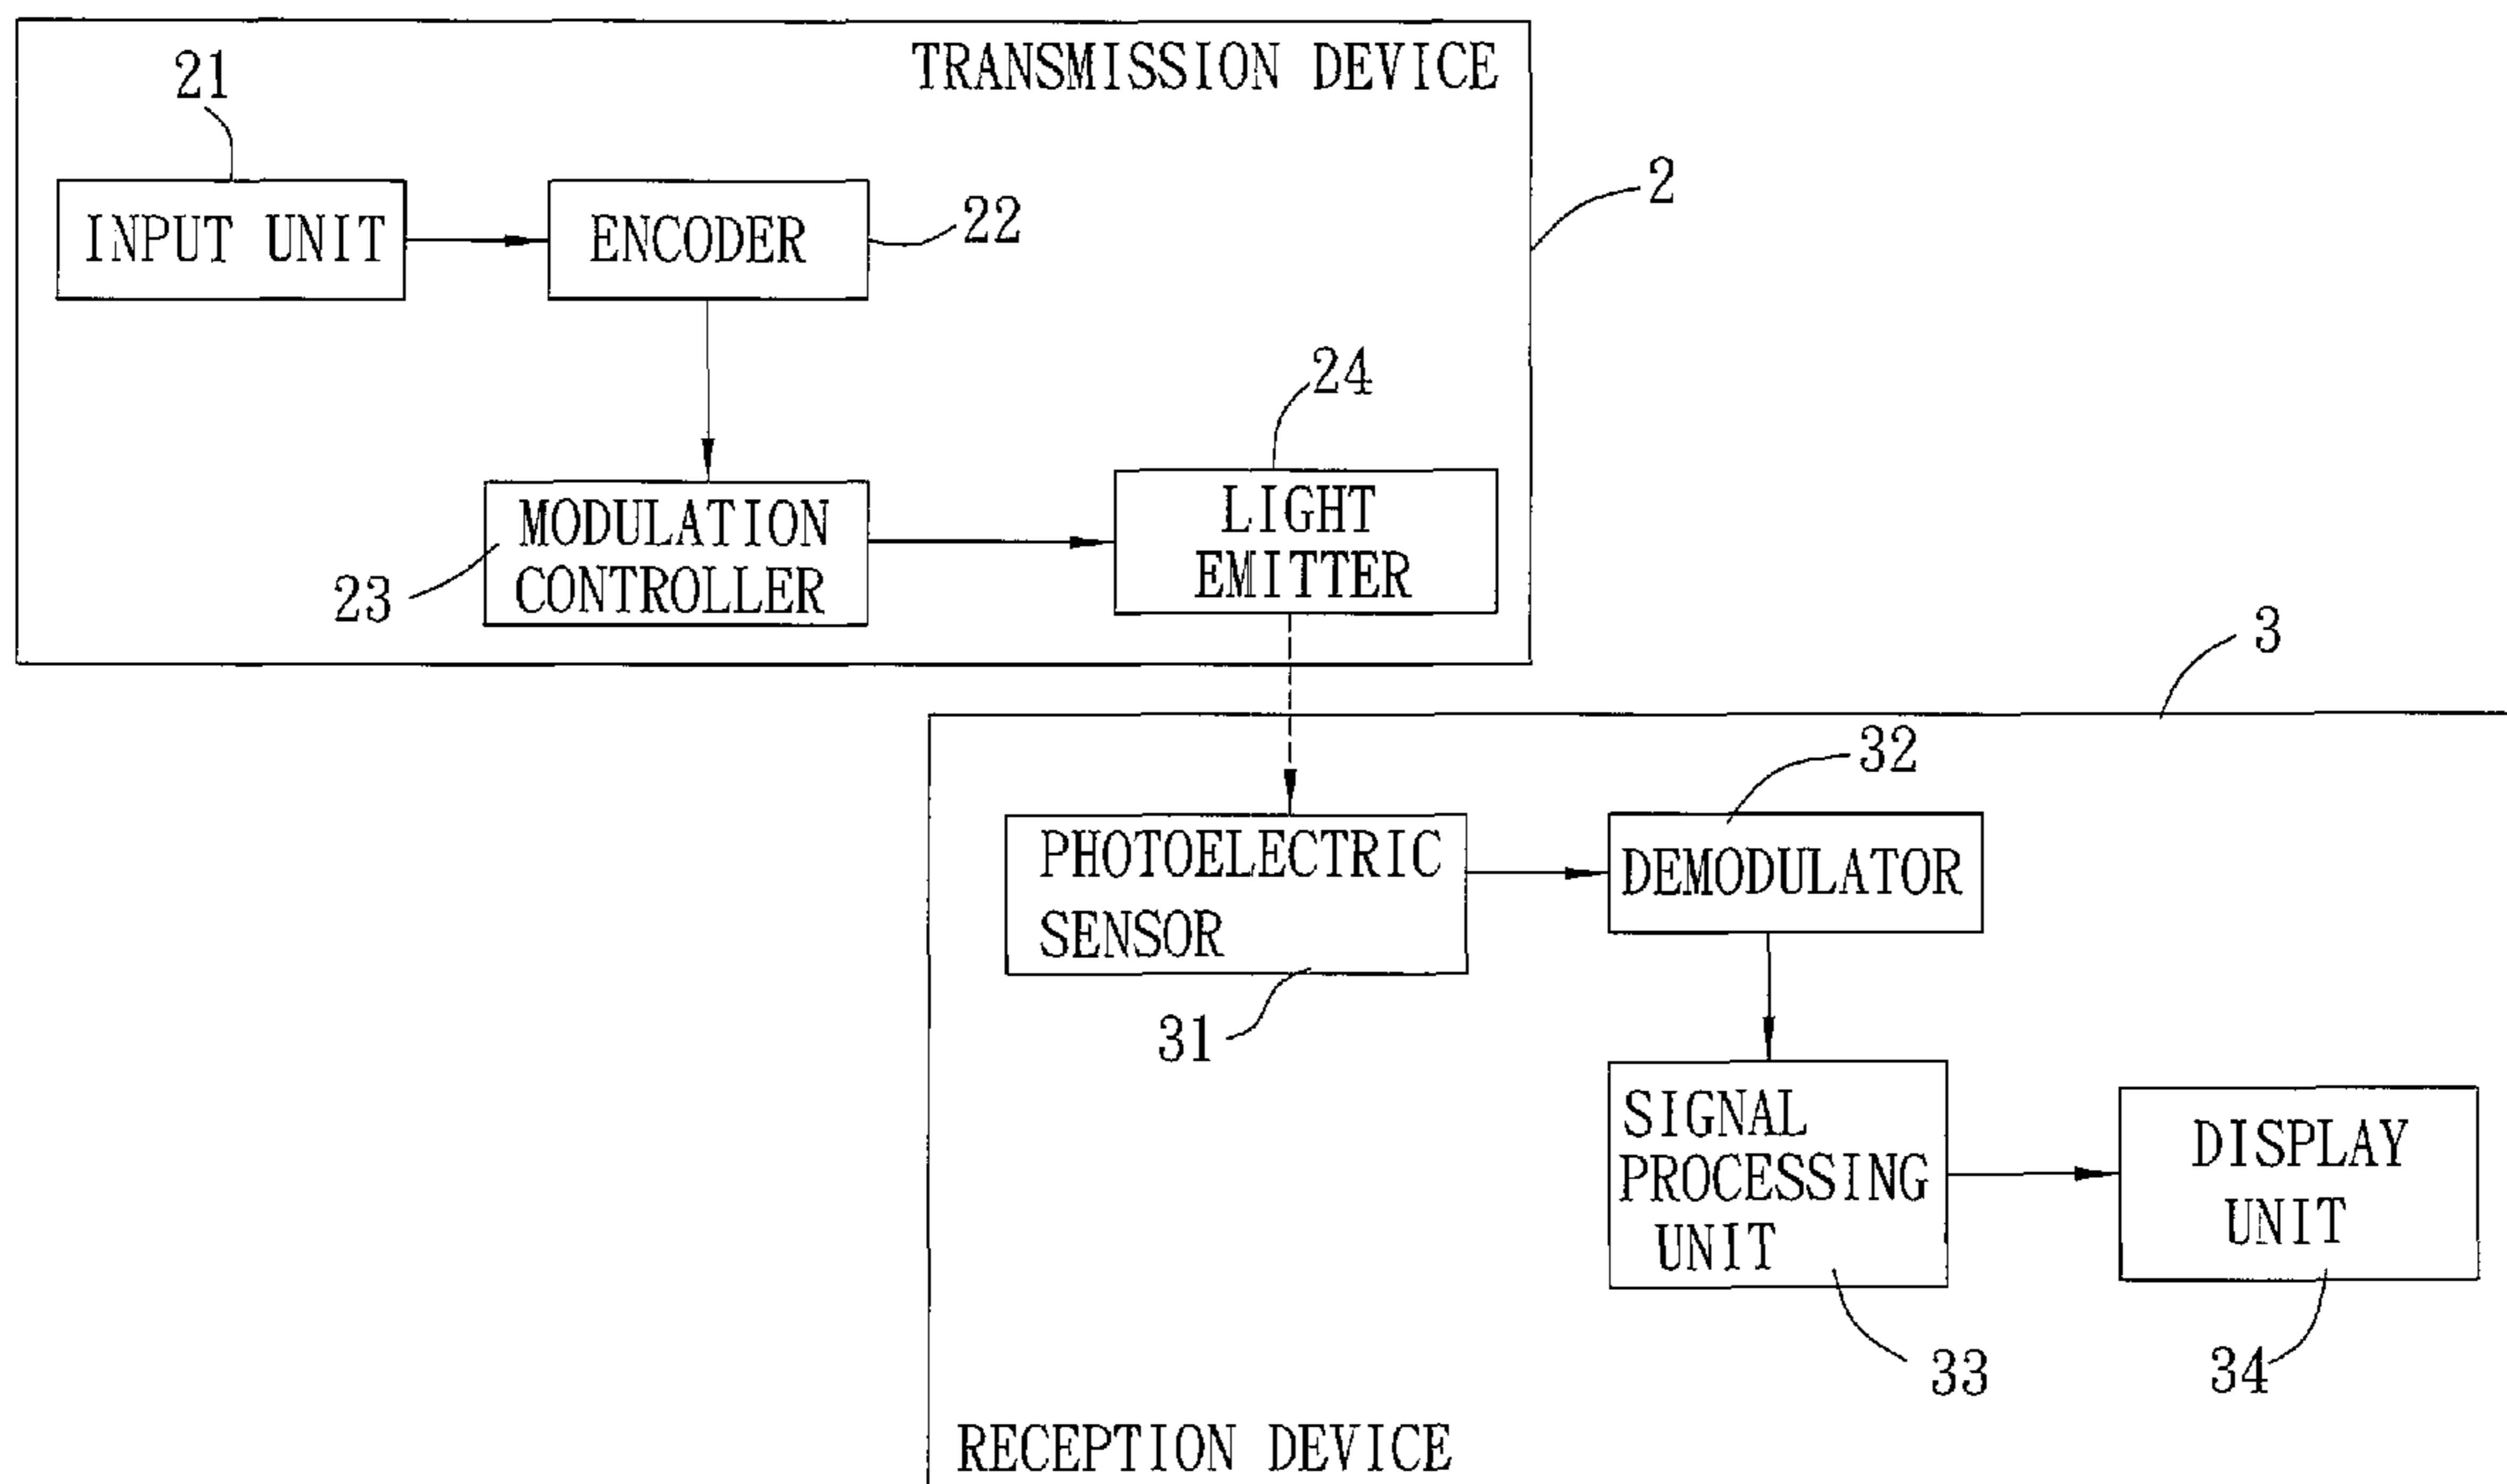 TRANSMISSION DEVICE
21
INPUT UNIT
ENCODER
22
2
24
MODULATION
CONTROLLER
23
LIGHT
EMITTER
3
32
PHOTOELECTRIC
SENSOR
DEMODULATOR
31
SIGNAL
PROCESSING
UNIT
DISPLAY
UNIT
33
34
RECEPTION DEVICE